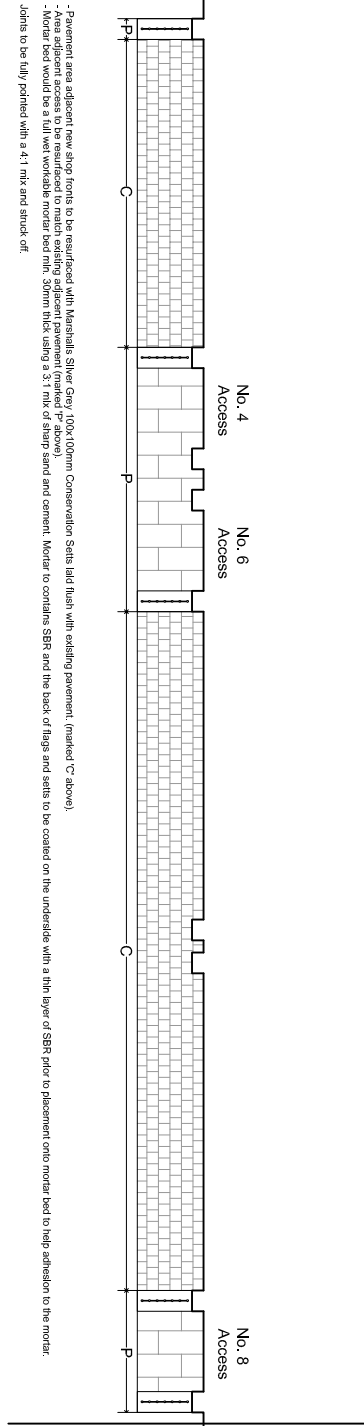 No. 4
Access
No. 6
Access
No. 8
Access
P
C
P
C
P
- Pavement area adjacent new shop fronts to be resurfaced with Marshalls Silver Grey 100x100mm Conservation Setts laid flush with existing pavement. (marked 'C' above).
- Area adjacent access to be resurfaced to match existing adjacent pavement (marked 'P' above).
- Mortar bed would be a full wet workable mortar bed min. 30mm thick using a 3:1 mix of sharp sand and cement. Mortar to contains SBR and the back of flags and setts to be coated on the underside with a thin layer of SBR prior to placement onto mortar bed to help adhesion to the mortar.
Joints to be fully pointed with a 4:1 mix and struck off.